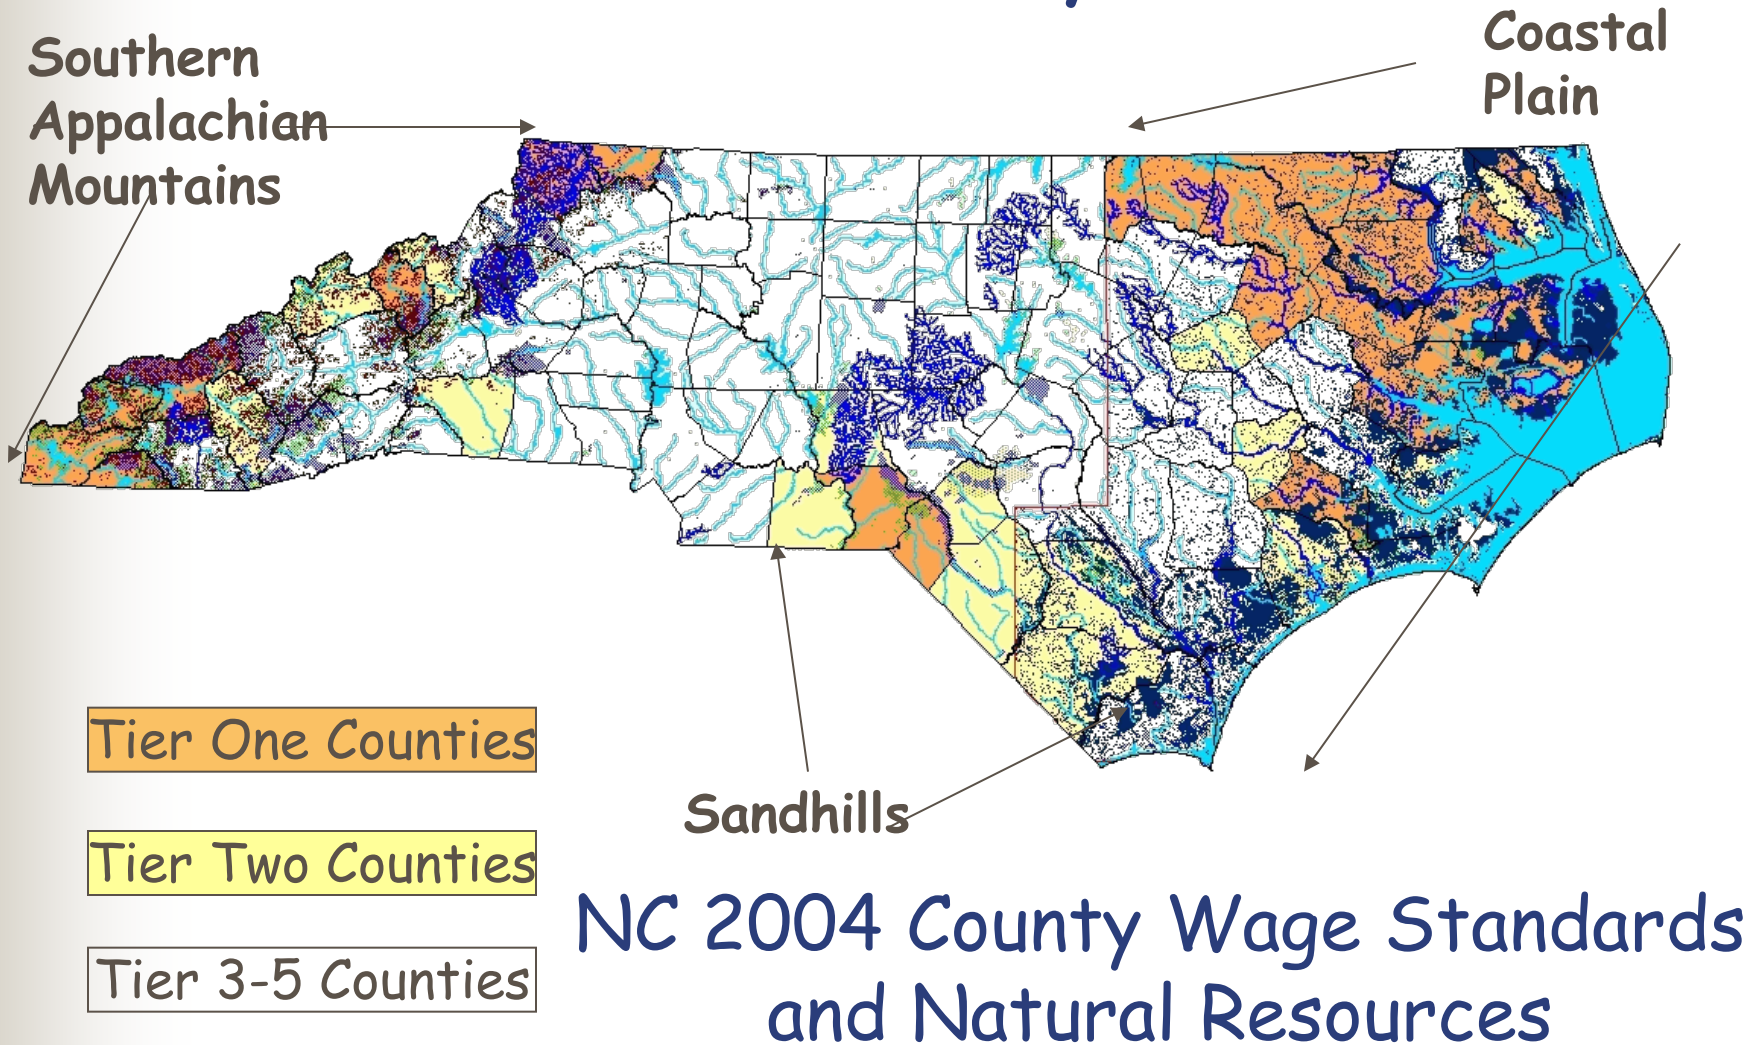 Southern
Appalachian
Mountains
Coastal
Plain
Tier One Counties
Tier Two Counties
Tier 3-5 Counties
Sandhills
NC 2004 County Wage Standards
and Natural Resources